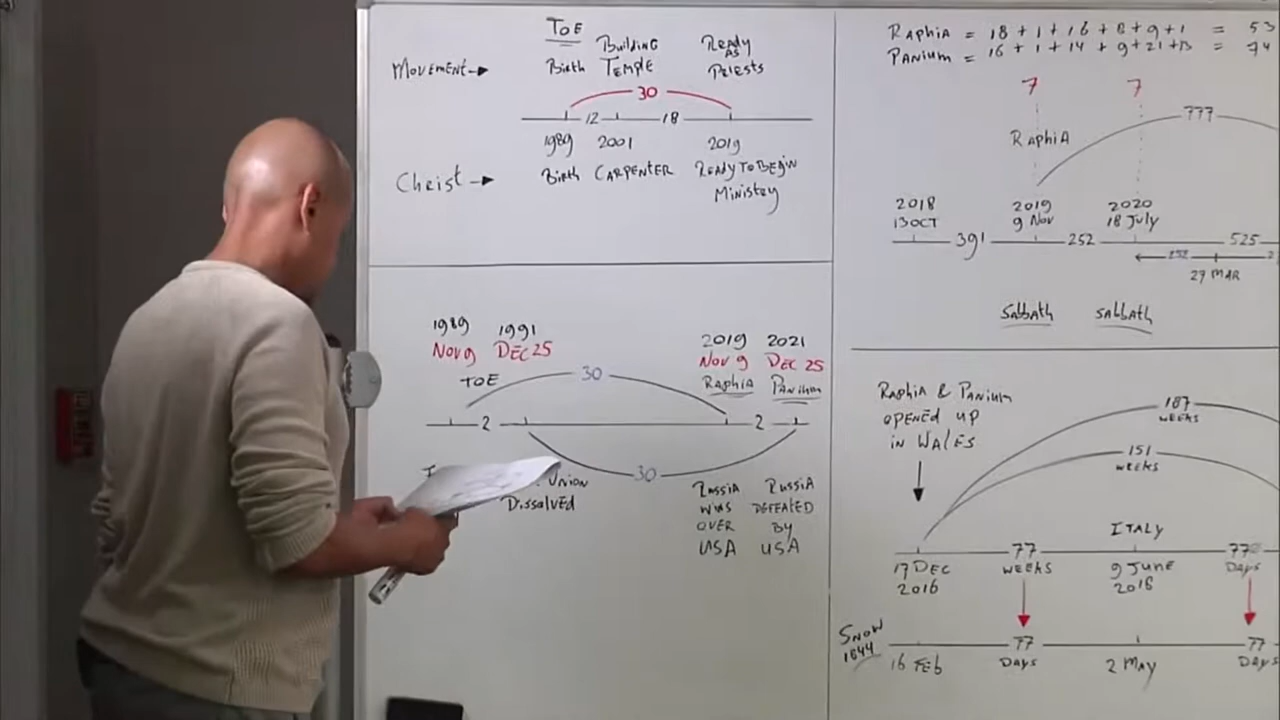 ToE
Building
Ready
AS
MOVEMENT
Birth
TEMPLE
Priests
30
12
18
1989
2001
2019
Christ
Birth
CARPENTER
Ready To Begin
Ministry
1989
1991
Nov 9
DEC 25
ToE
30
2019
2021
Nov 9
DEC 25
RAPHIA
PANIUM
2
2
30
Union
Dissolved
Russia
WINS
OVER
USA
Russia
DEFEATED
By
USA
RAPHIA = 18 + 1 + 16 + 8 + 9 + 1 = 53
PANIUM = 16 + 1 + 14 + 9 + 21 + 13 = 74
7
7
777
RAPHIA
2018
13 OCT
2019
9 Nov
2020
18 July
391
252
525
252
27 MAR
Sabbath
Sabbath
RAPHIA & PANIUM
OPENED UP
IN WALES
187
WEEKS
151
WEEKS
ITALY
17 DEC
2016
77
WEEKS
9 JUNE
2018
77
Days
SNOW
1844
16 FEB
77
DAYS
2 MAY
77
DAYS